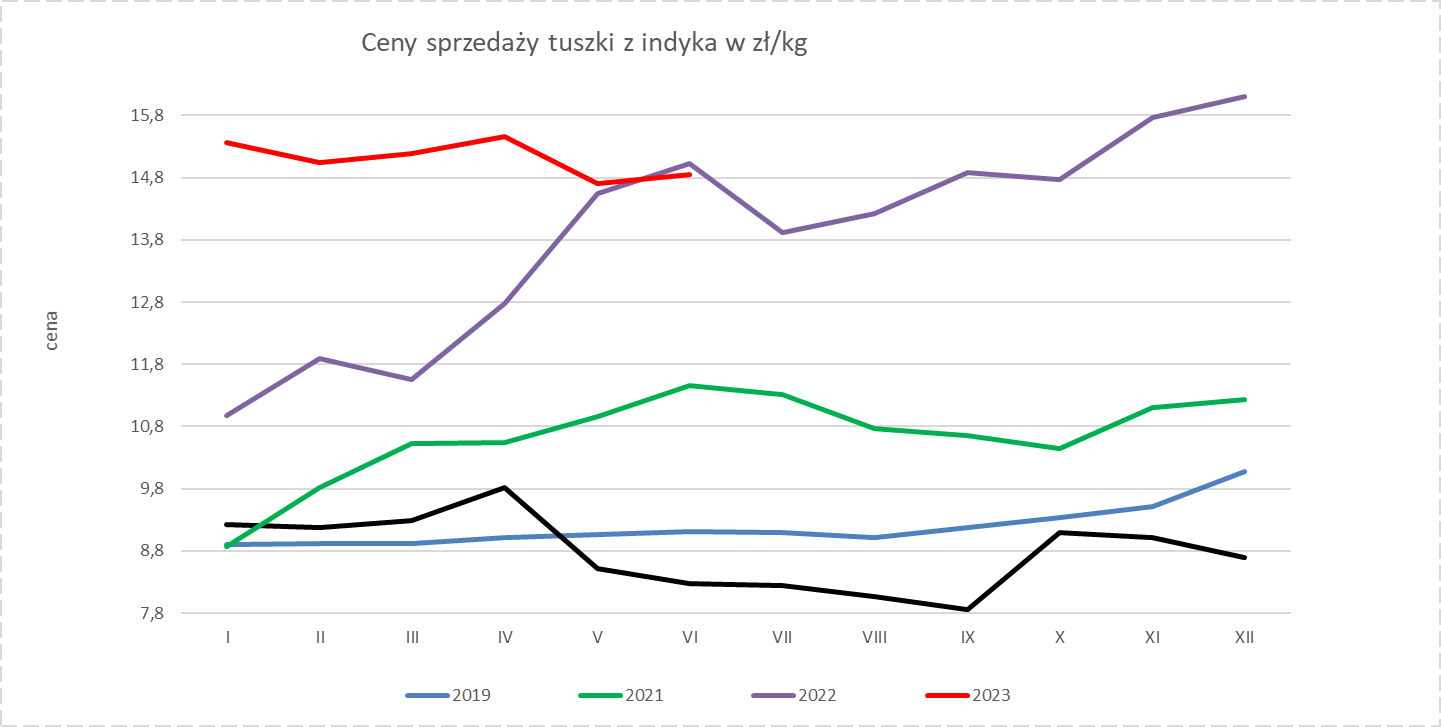 Ceny sprzedaży tuszki z indyka w zł/kg
15,8
14,8
13,8
12,8
11,8
10,8
9,8
8,8
7,8
cena
I II III IV V VI VII VIII IX X XI XII
2019 2021 2022 2023